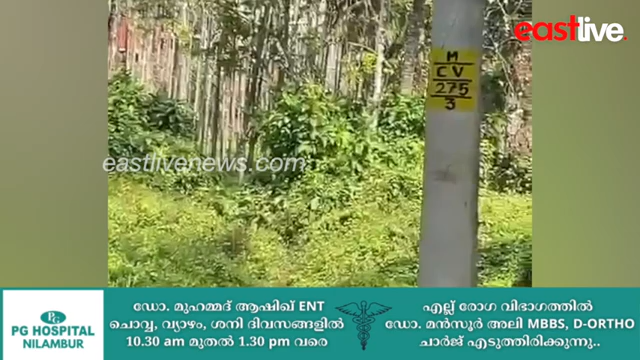 eastlive.
M
CV
275
3
eastlivenews.com
PG
PG HOSPITAL
NILAMBUR
ഡോ. മുഹമ്മദ് ആഷിഖ് ENT
ചൊവ്വ, വ്യാഴം, ശനി ദിവസങ്ങളിൽ
10.30 am മുതൽ 1.30 pm വരെ
എല്ല് രോഗ വിഭാഗത്തിൽ
ഡോ. മൻസൂർ അലി MBBS, D-ORTHO
ചാർജ് എടുത്തിരിക്കുന്നു..